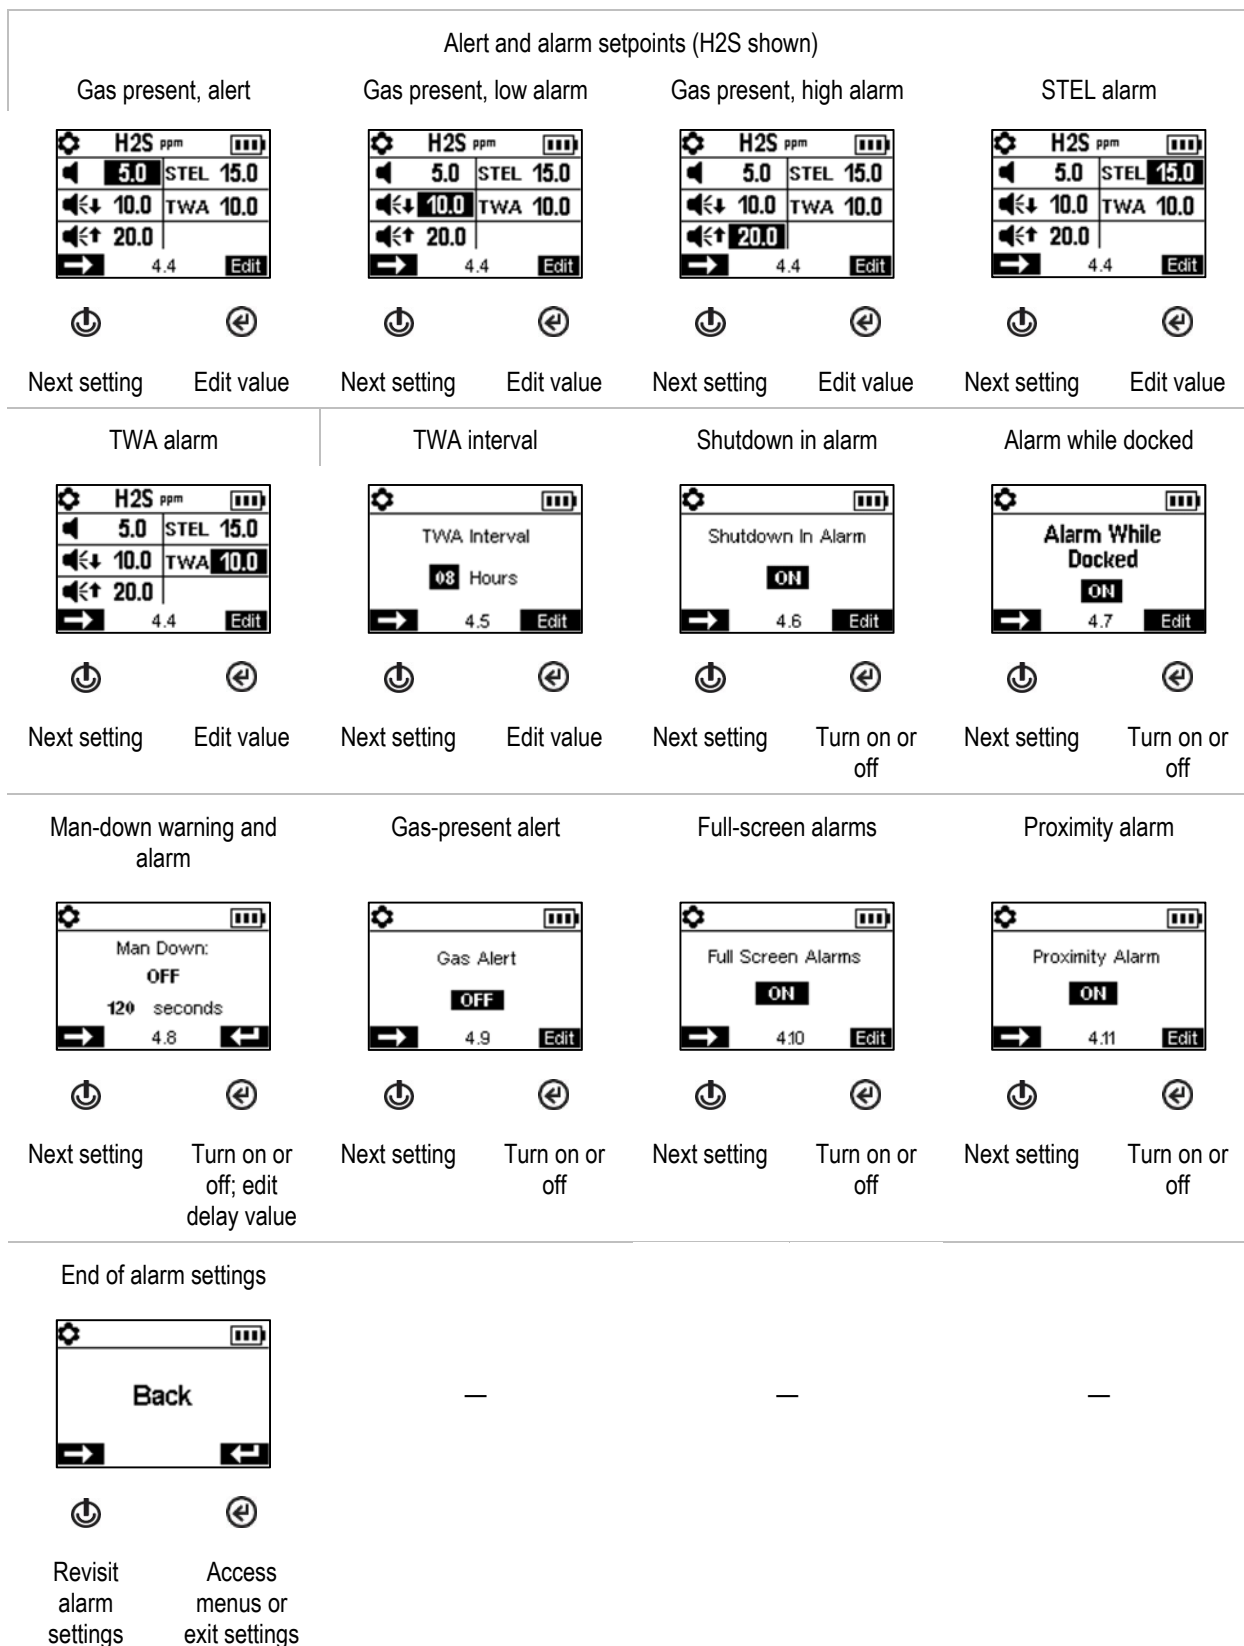 Alert and alarm setpoints (H2S shown)
Gas present, alert
Gas present, low alarm
Gas present, high alarm
STEL alarm
H2S ppm
5.0 STEL 15.0
10.0 TWA 10.0
20.0
4.4 Edit
H2S ppm
5.0 STEL 15.0
10.0 TWA 10.0
20.0
4.4 Edit
H2S ppm
5.0 STEL 15.0
10.0 TWA 10.0
20.0
4.4 Edit
H2S ppm
5.0 STEL 15.0
10.0 TWA 10.0
20.0
4.4 Edit
Next setting
Edit value
Next setting
Edit value
Next setting
Edit value
Next setting
Edit value
TWA alarm
TWA interval
Shutdown in alarm
Alarm while docked
H2S ppm
5.0 STEL 15.0
10.0 TWA 10.0
20.0
4.4 Edit
TWA Interval
08 Hours
4.5 Edit
Shutdown In Alarm
ON
4.6 Edit
Alarm While
Docked
ON
4.7 Edit
Next setting
Edit value
Next setting
Edit value
Next setting
Turn on or
off
Next setting
Turn on or
off
Man-down warning and
alarm
Gas-present alert
Full-screen alarms
Proximity alarm
Man Down:
OFF
120 seconds
4.8
Gas Alert
OFF
4.9 Edit
Full Screen Alarms
ON
4.10 Edit
Proximity Alarm
ON
4.11 Edit
Next setting
Turn on or
off; edit
delay value
Next setting
Turn on or
off
Next setting
Turn on or
off
Next setting
Turn on or
off
End of alarm settings
Back
—
—
—
Revisit
alarm
settings
Access
menus or
exit settings